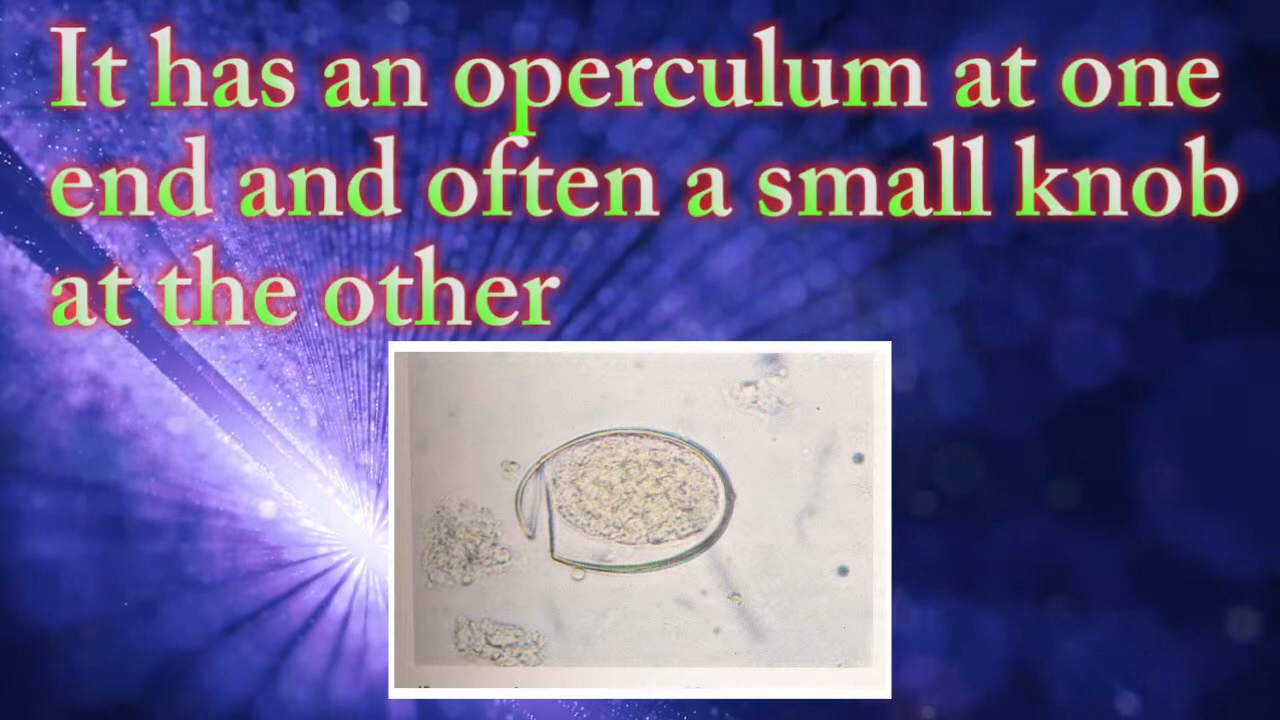 It has an operculum at one
end and often a small knob
at the other